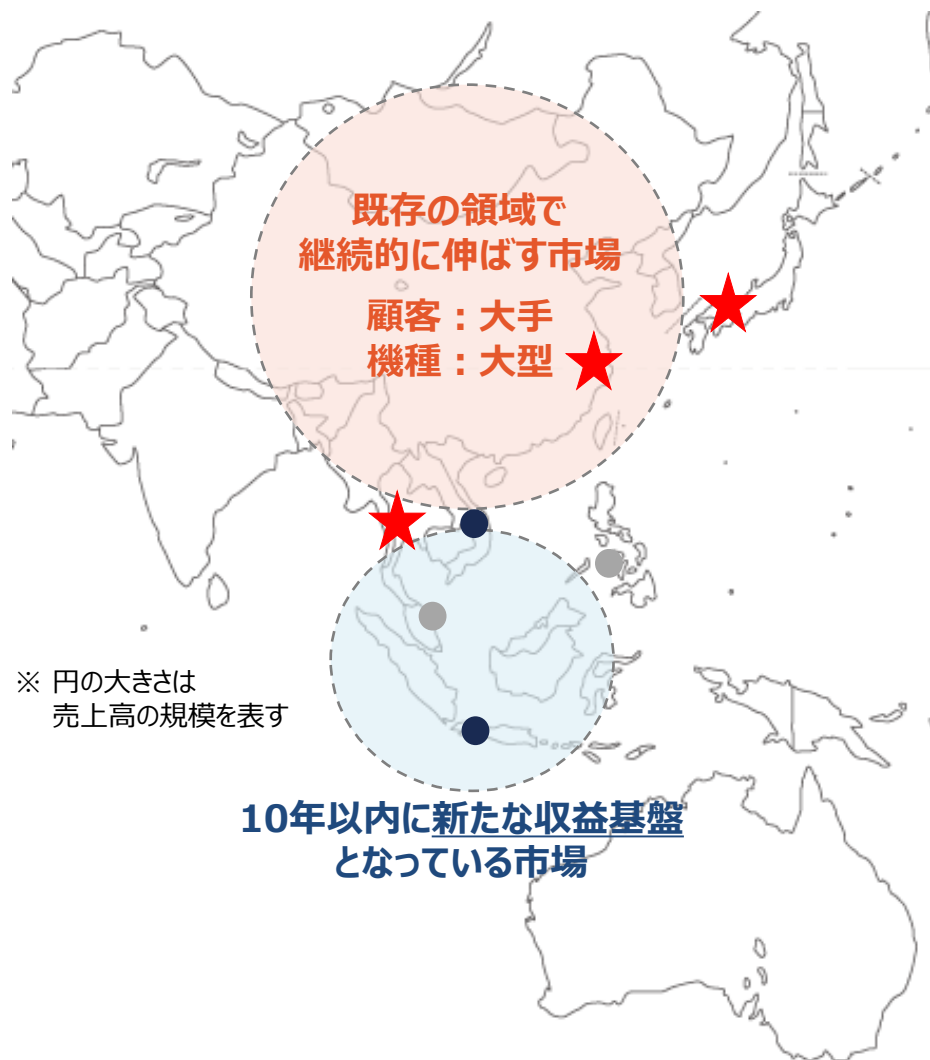 既存の領域で
継続的に伸ばす市場
顧客：大手
機種：大型
※ 円の大きさは
売上高の規模を表す
10年以内に新たな収益基盤
となっている市場